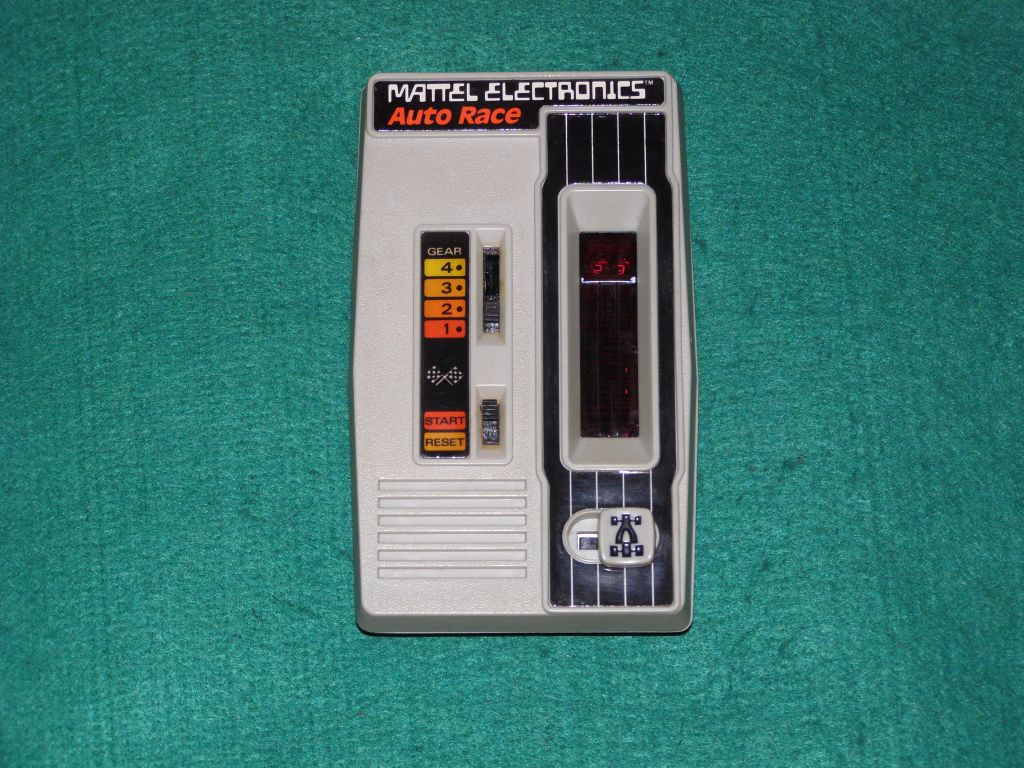 MATTEL ELECTRONICS™
Auto Race
GEAR
4
3
2
1
START
RESET